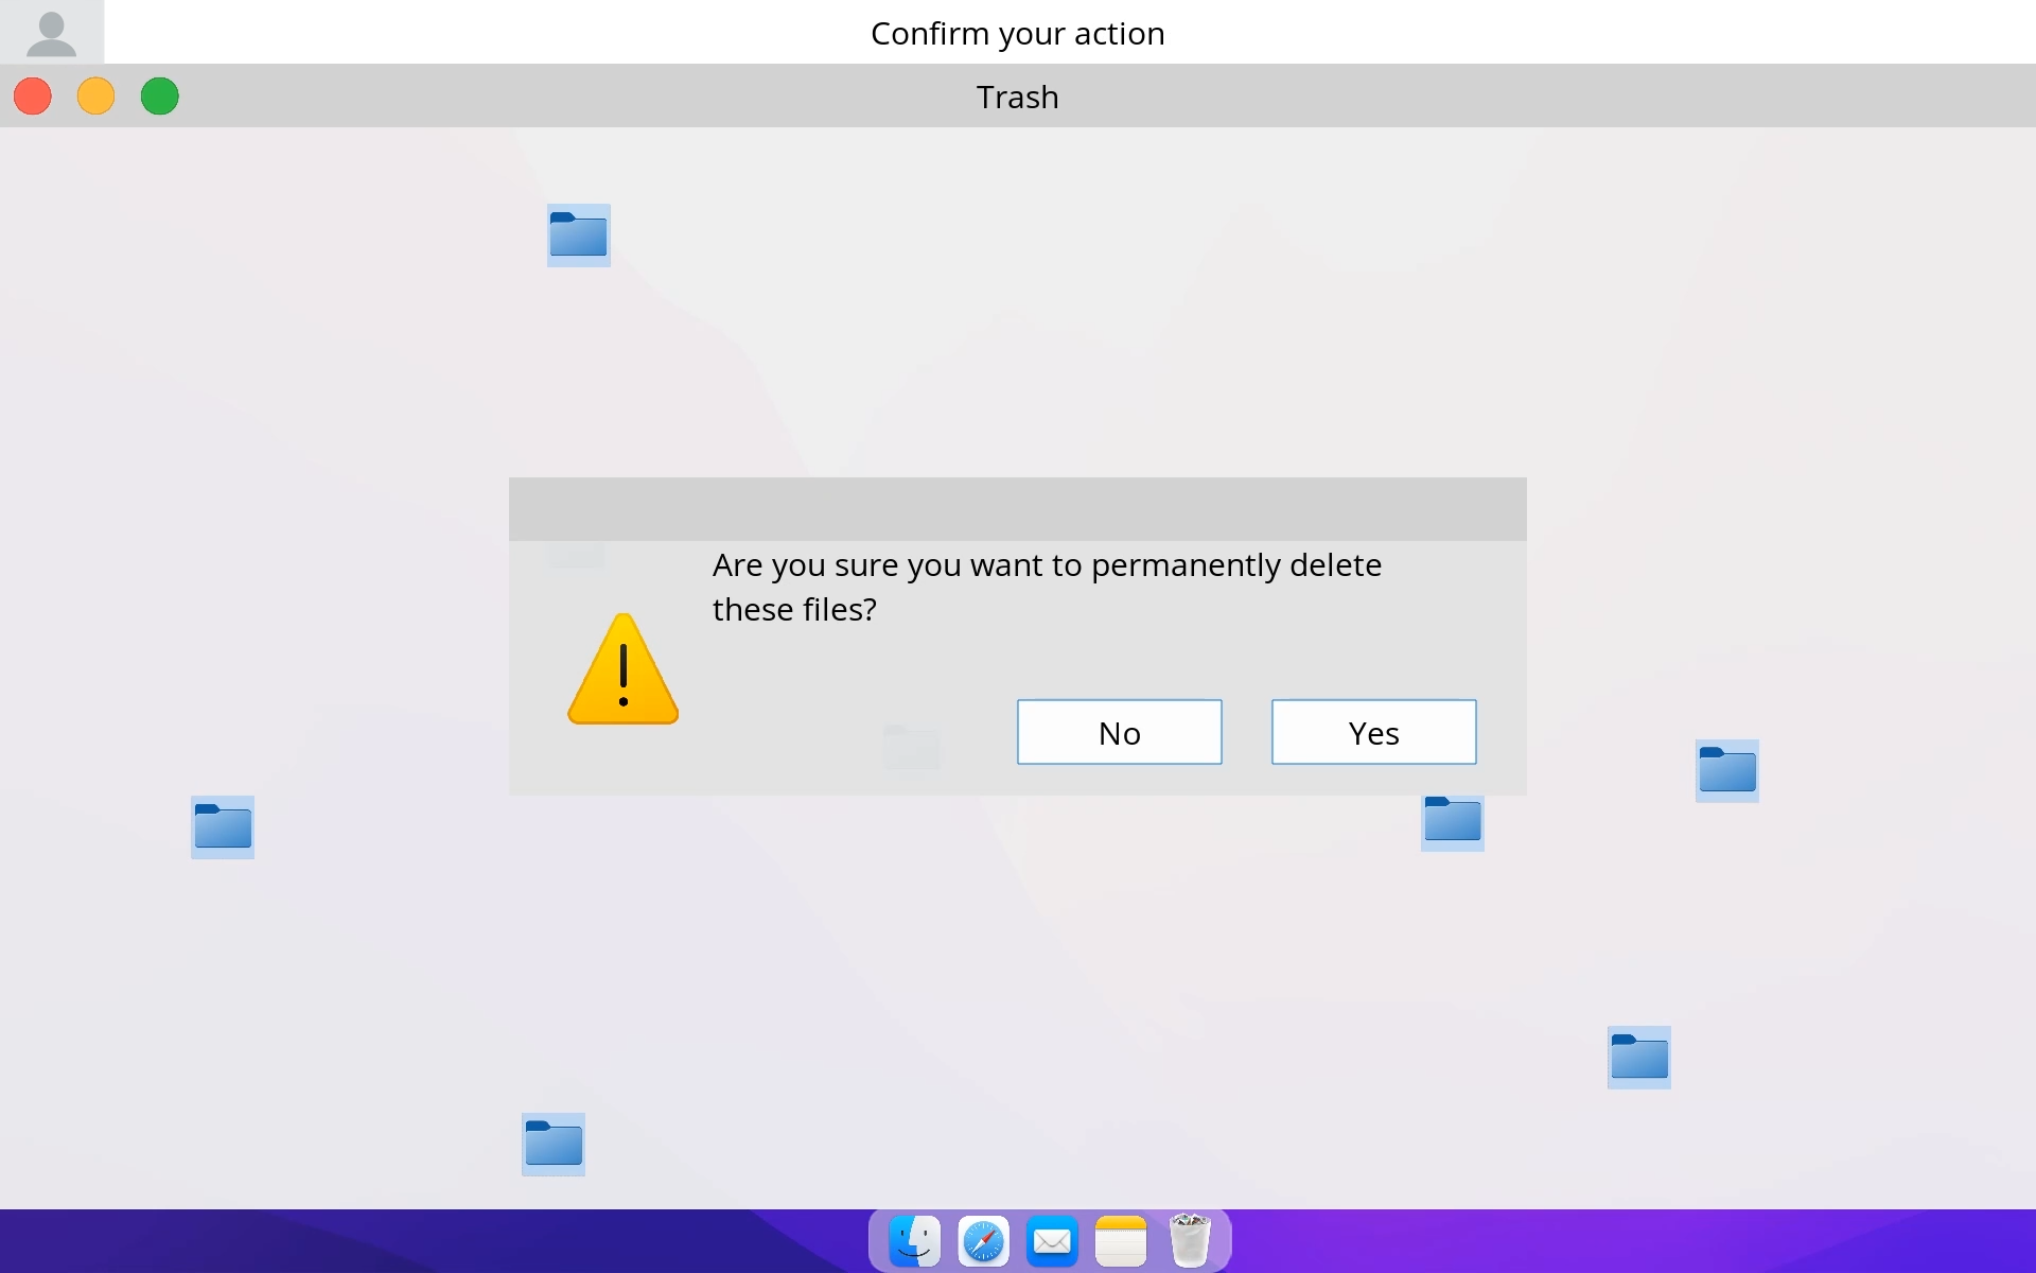 Confirm your action
Trash
Are you sure you want to permanently delete
these files?
No
Yes